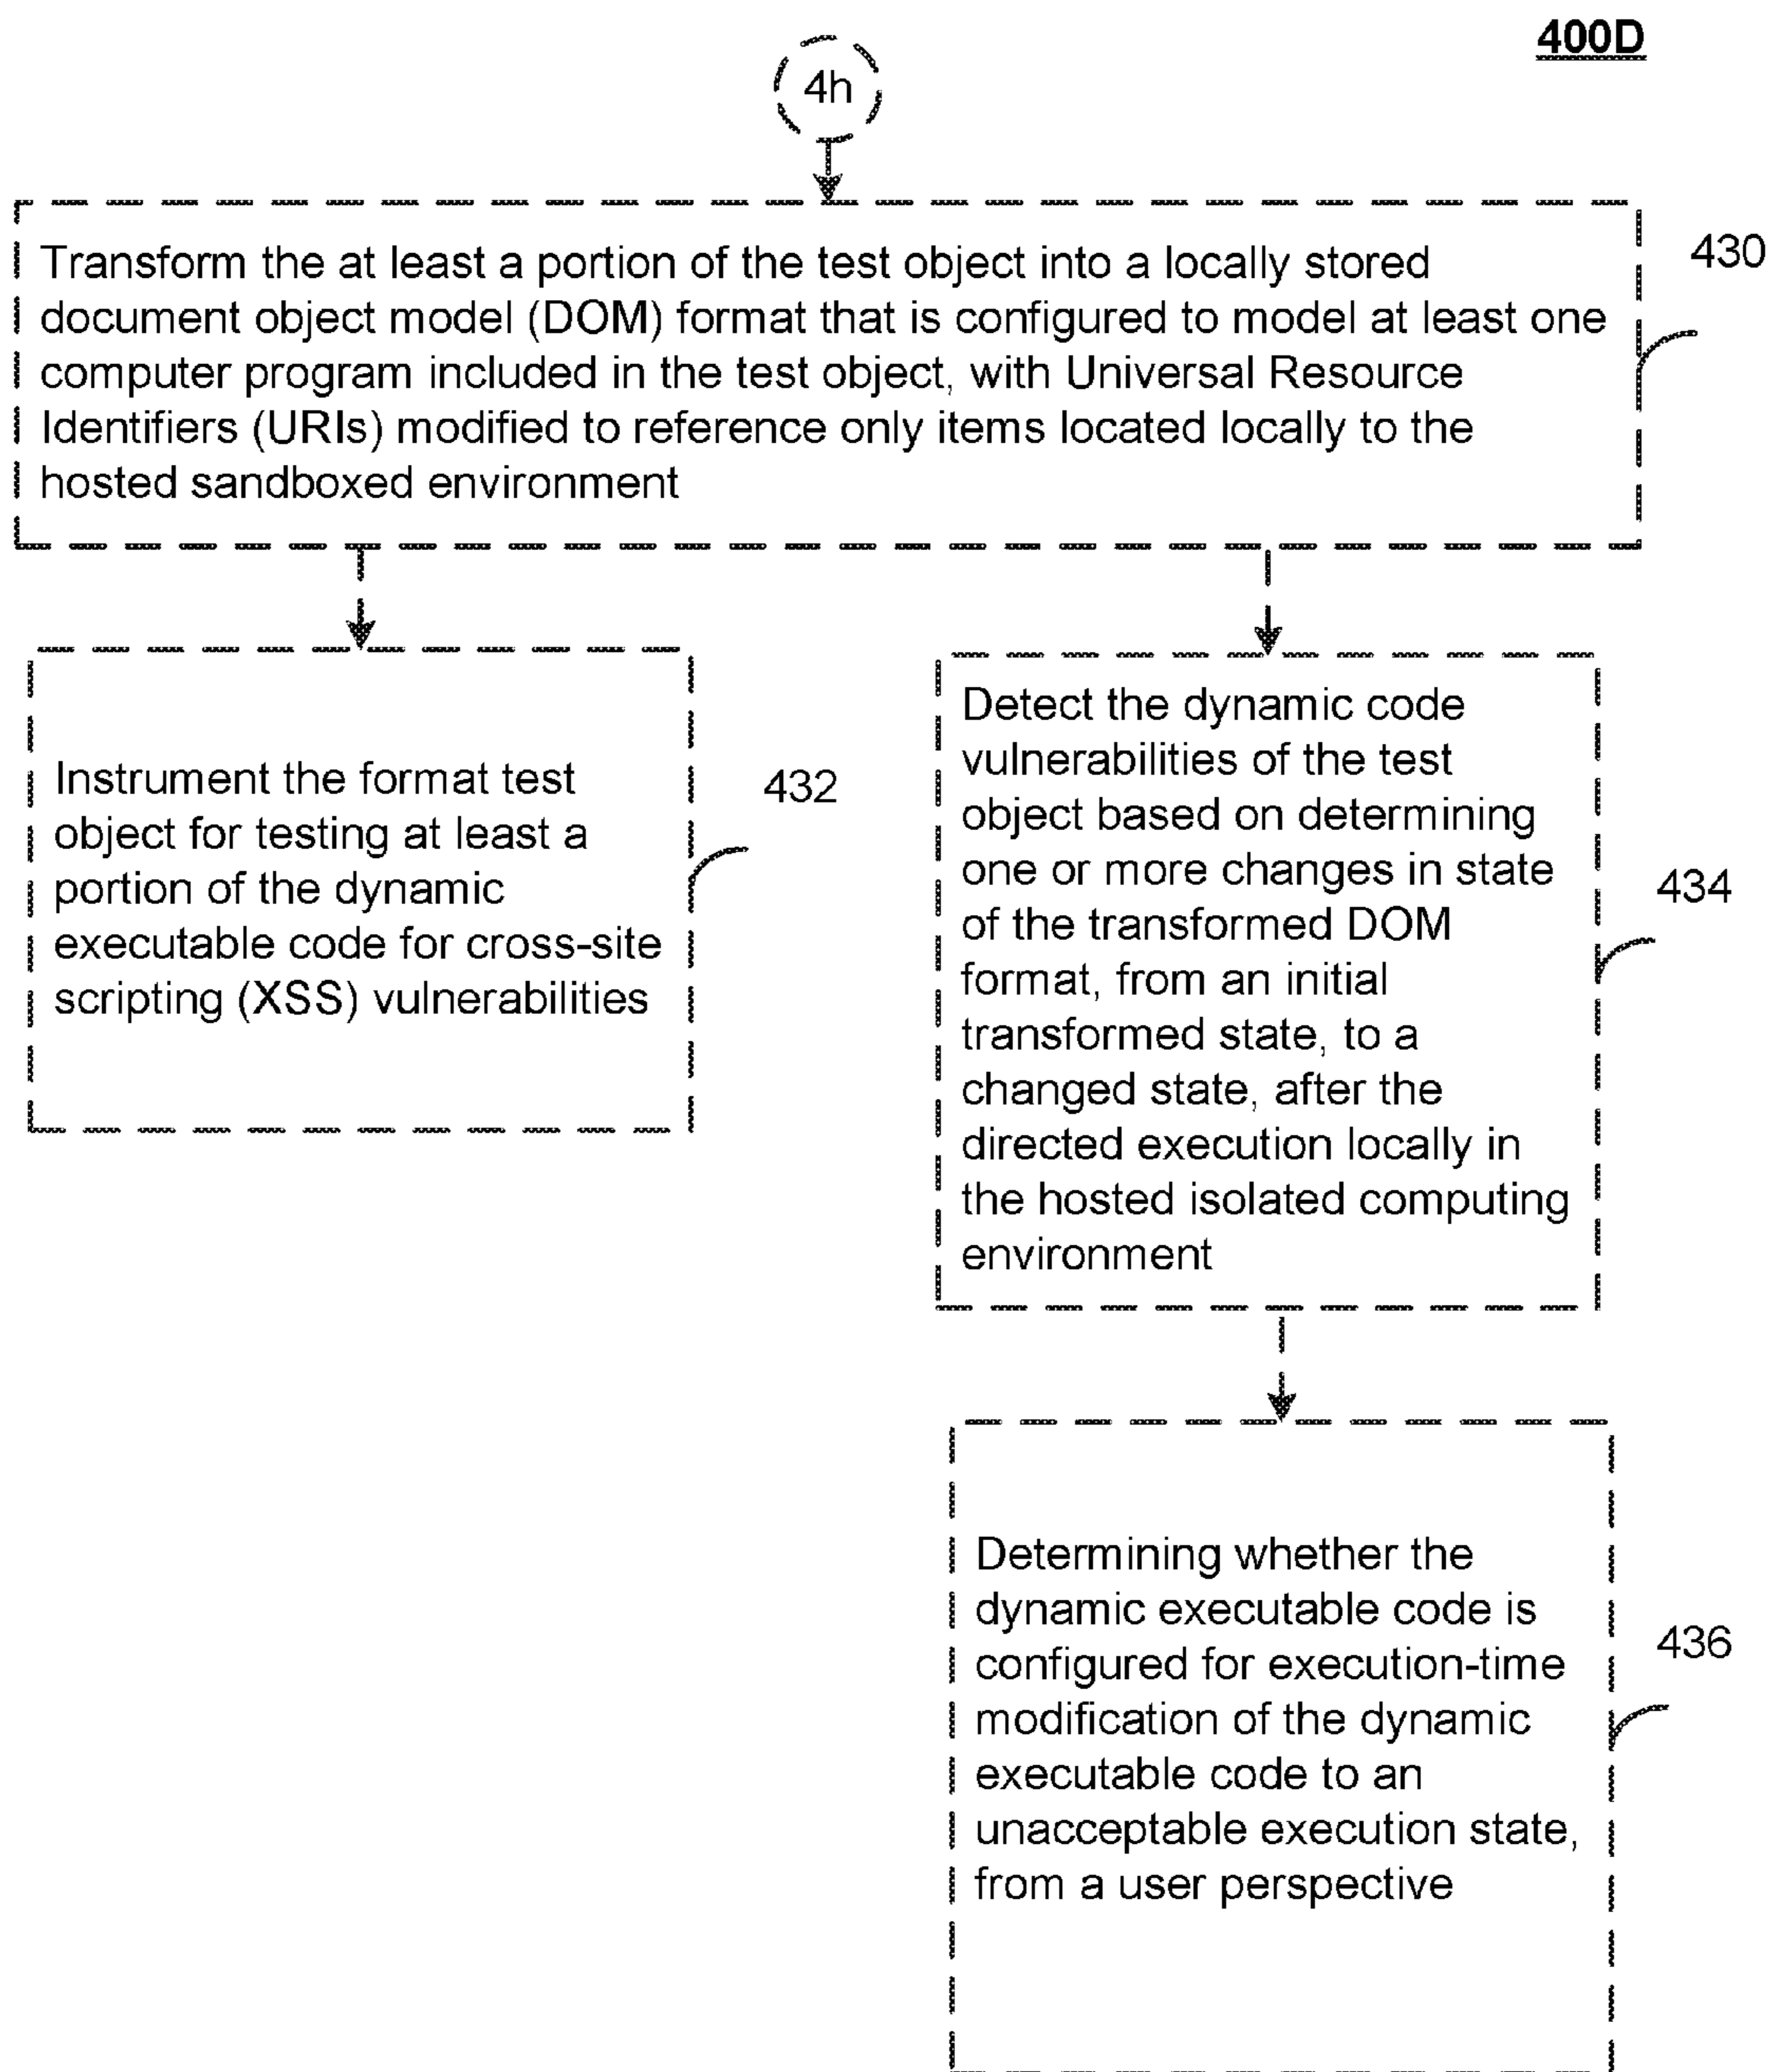 400D
4h
Transform the at least a portion of the test object into a locally stored
document object model (DOM) format that is configured to model at least one
computer program included in the test object, with Universal Resource
Identifiers (URIs) modified to reference only items located locally to the
hosted sandboxed environment
430
Instrument the format test
object for testing at least a
portion of the dynamic
executable code for cross-site
scripting (XSS) vulnerabilities
432
Detect the dynamic code
vulnerabilities of the test
object based on determining
one or more changes in state
of the transformed DOM
format, from an initial
transformed state, to a
changed state, after the
directed execution locally in
the hosted isolated computing
environment
434
Determining whether the
dynamic executable code is
configured for execution-time
modification of the dynamic
executable code to an
unacceptable execution state,
from a user perspective
436